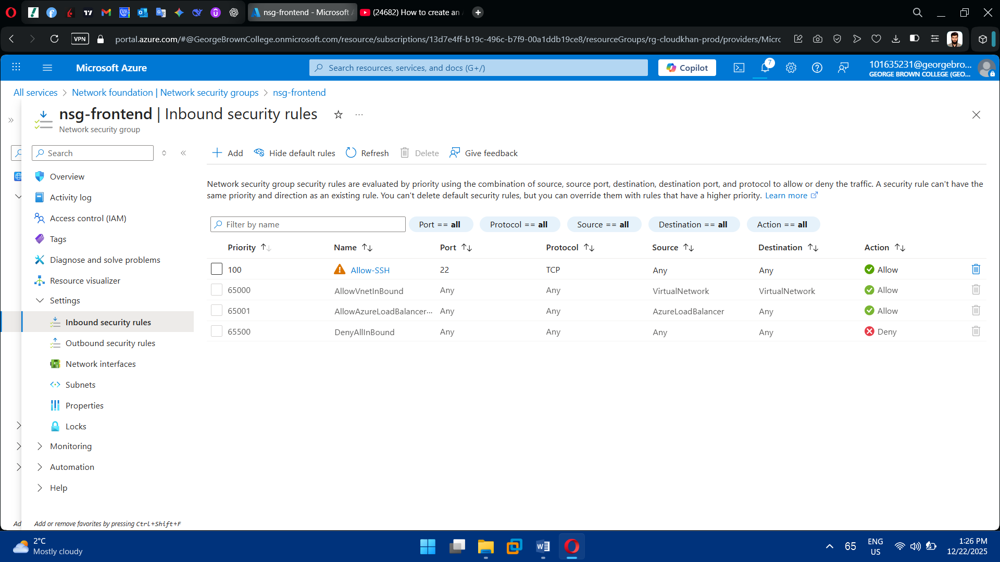 nsg-frontend - Microsoft A
(24682) How to create an
VPN
portal.azure.com/#@GeorgeBrownCollege.onmicrosoft.com/resource/subscriptions/13d7e4ff-b19c-496c-b7f9-00a1ddb19ce8/resourceGroups/rg-cloudkhan-prod/providers/Micro
Microsoft Azure
Search resources, services, and docs (G+/)
Copilot
7
101635231@georgebro...
GEORGE BROWN COLLEGE (GEO...
All services > Network foundation | Network security groups > nsg-frontend
nsg-frontend | Inbound security rules
Network security group
Search
Add
Hide default rules
Refresh
Delete
Give feedback
Overview
Activity log
Access control (IAM)
Tags
Diagnose and solve problems
Resource visualizer
Settings
Inbound security rules
Outbound security rules
Network interfaces
Subnets
Properties
Locks
Monitoring
Automation
Help
Ad
Add or remove favorites by pressing Ctrl+Shift+F
Network security group security rules are evaluated by priority using the combination of source, source port, destination, destination port, and protocol to allow or deny the traffic. A security rule can't have the
same priority and direction as an existing rule. You can't delete default security rules, but you can override them with rules that have a higher priority. Learn more
Filter by name
Port == all
Protocol == all
Source == all
Destination == all
Action == all
Priority Name Port Protocol Source Destination Action
100 Allow-SSH 22 TCP Any Any Allow
65000 AllowVnetInBound Any Any VirtualNetwork VirtualNetwork Allow
65001 AllowAzureLoadBalancer... Any Any AzureLoadBalancer Any Allow
65500 DenyAllInBound Any Any Any Any Deny
2°C
Mostly cloudy
65
ENG
US
1:26 PM
12/22/2025